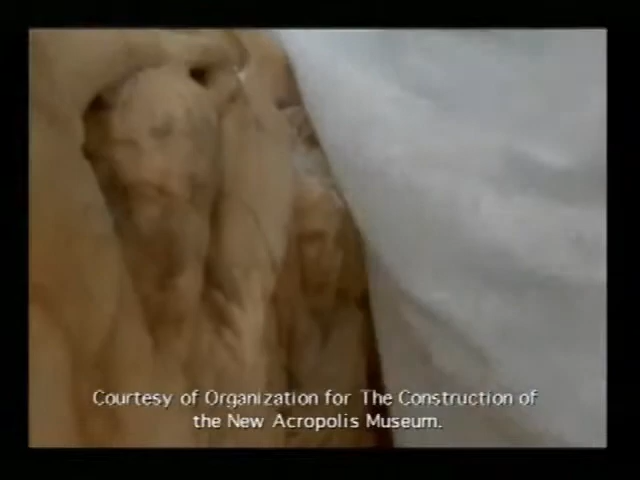 Courtesy of Organization for The Construction of
the New Acropolis Museum.